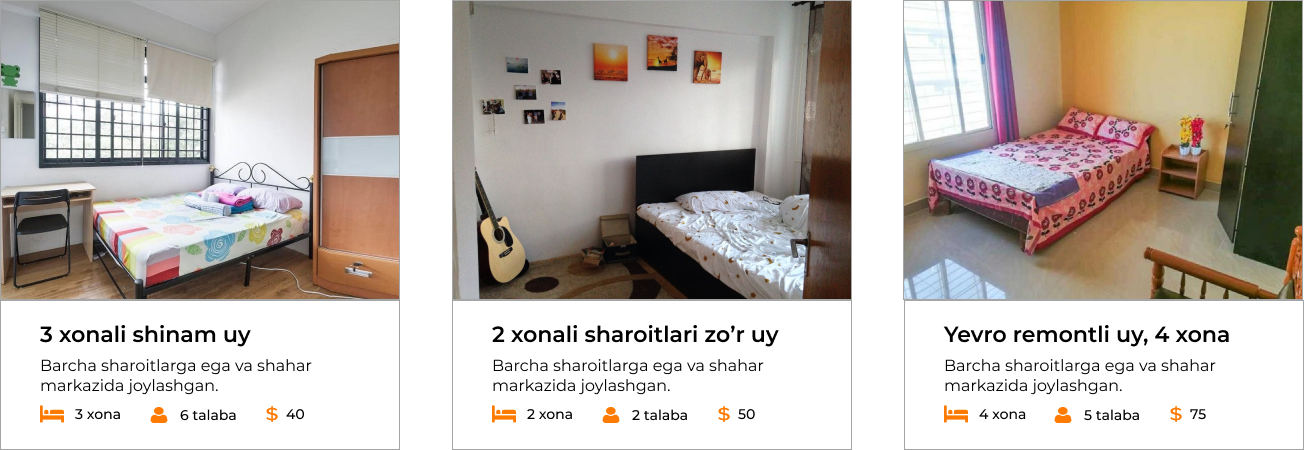 3 xonali shinam uy
Barcha sharoitlarga ega va shahar
markazida joylashgan.
3 xona 6 talaba $ 40
2 xonali sharoitlari zo’r uy
Barcha sharoitlarga ega va shahar
markazida joylashgan.
2 xona 2 talaba $ 50
Yevro remontli uy, 4 xona
Barcha sharoitlarga ega va shahar
markazida joylashgan.
4 xona 5 talaba $ 75